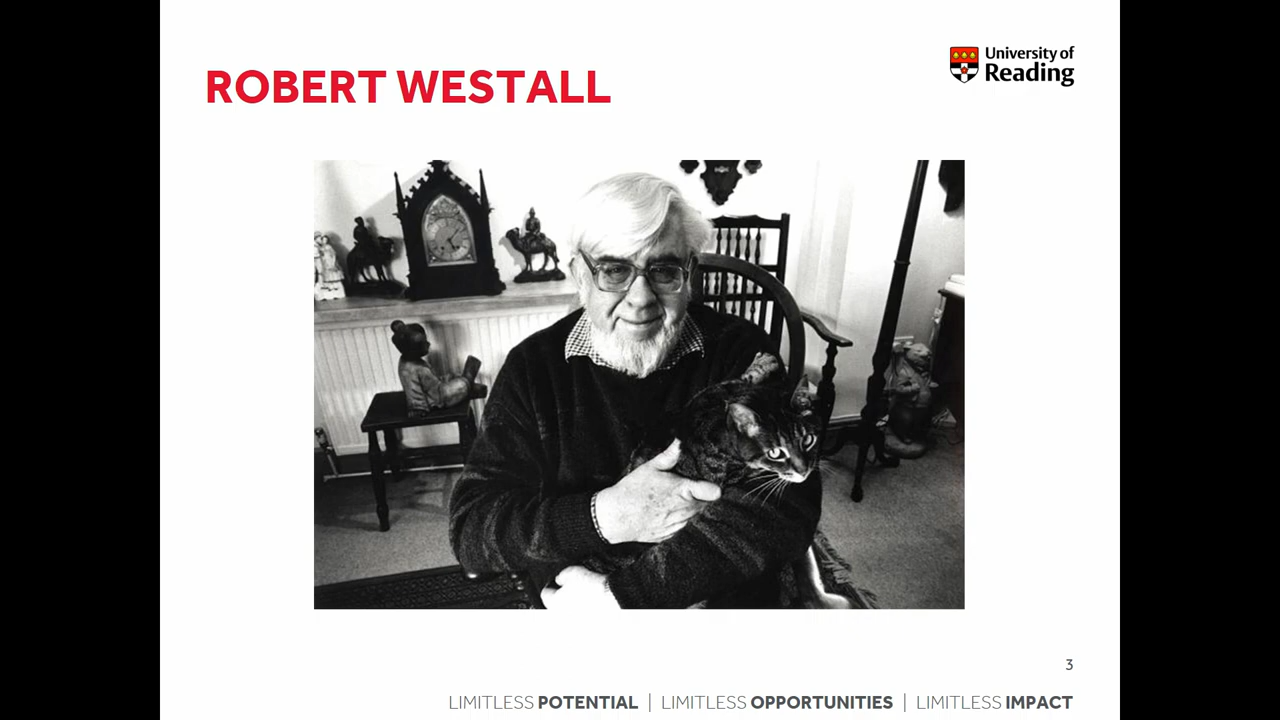 ROBERT WESTALL
University of
Reading
3
LIMITLESS POTENTIAL | LIMITLESS OPPORTUNITIES | LIMITLESS IMPACT